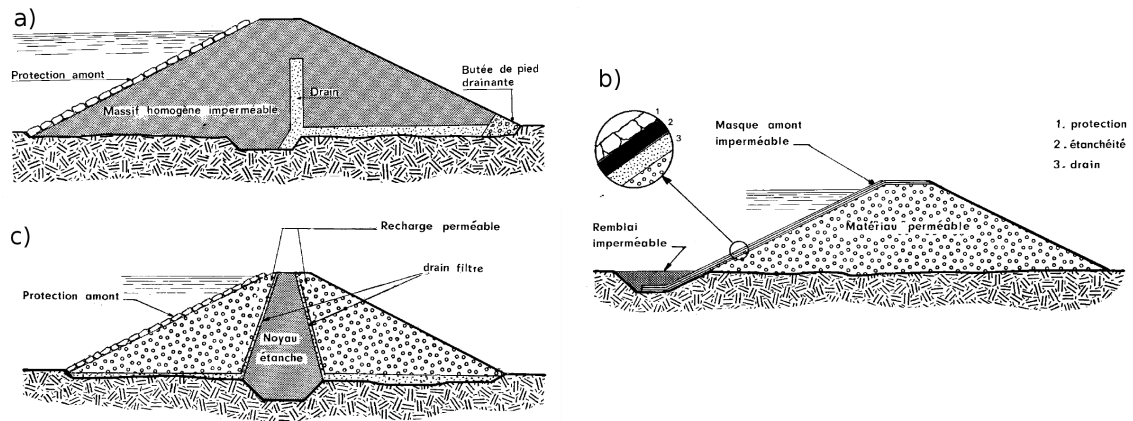 a)
Protection amont
Massif homogène imperméable
Drain
Butée de pied
drainante
b)
1
2
3
Masque amont
imperméable
1. protection
2. étanchéité
3. drain
Remblai
imperméable
Matériau perméable
c)
Recharge perméable
drain filtre
Protection amont
Noyau
étanche